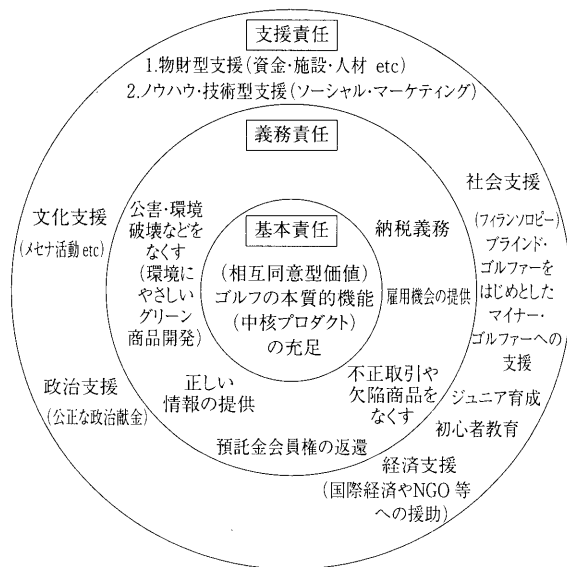 支援責任
1.物財型支援(資金・施設・人材 etc)
2.ノウハウ・技術型支援(ソーシャル・マーケティング)
義務責任
社会支援
(フィランソロピー)
ブラインド・
ゴルファーを
はじめとした
マイナー・
ゴルファーへの
支援
ジュニア育成
初心者教育
文化支援
(メセナ活動etc)
公害・環境
破壊などを
なくす
(環境に
やさしい
グリーン
商品開発)
基本責任
(相互同意型価値)
ゴルフの本質的機能
(中核プロダクト)
の充足
納税義務
雇用機会の提供
不正取引や
欠陥商品を
なくす
正しい
情報の提供
預託金会員権の返還
政治支援
(公正な政治献金)
経済支援
(国際経済やNGO等
への援助)